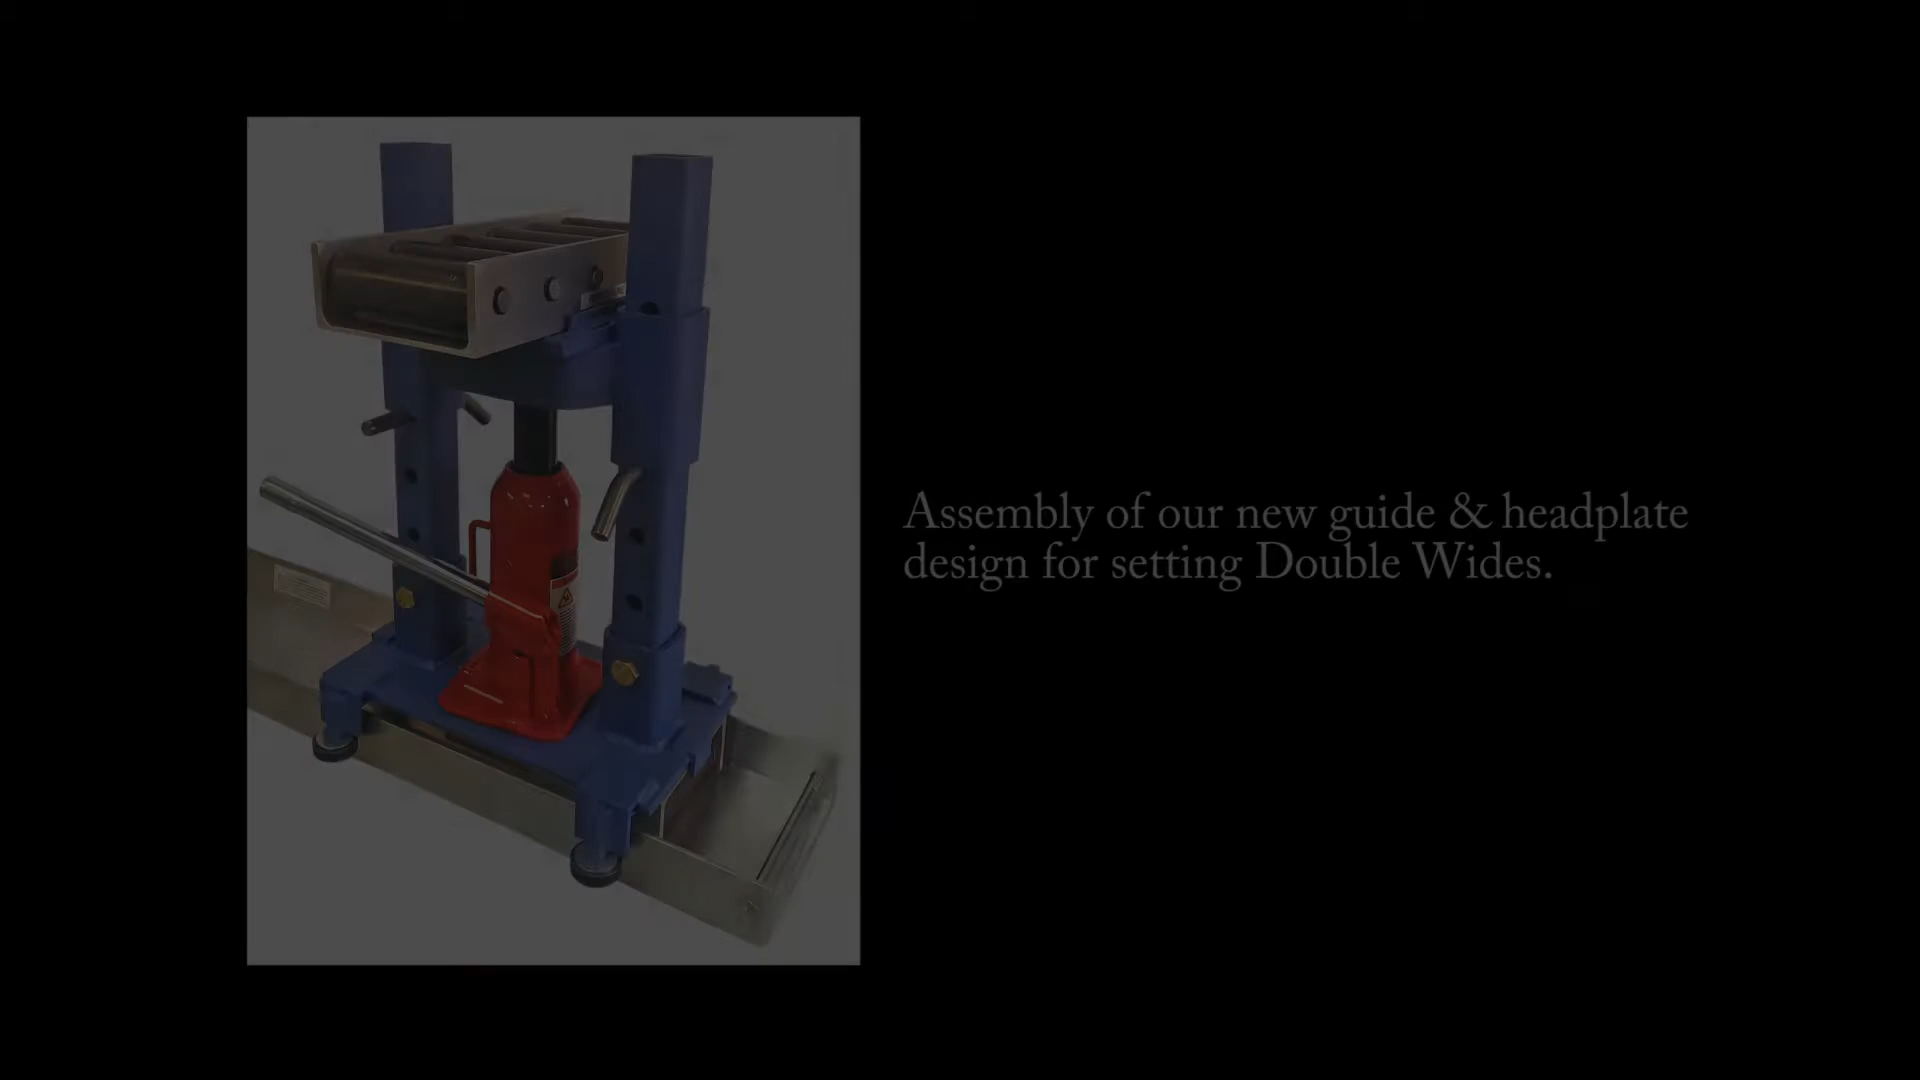 Assembly of our new guide & headplate
design for setting Double Wides.